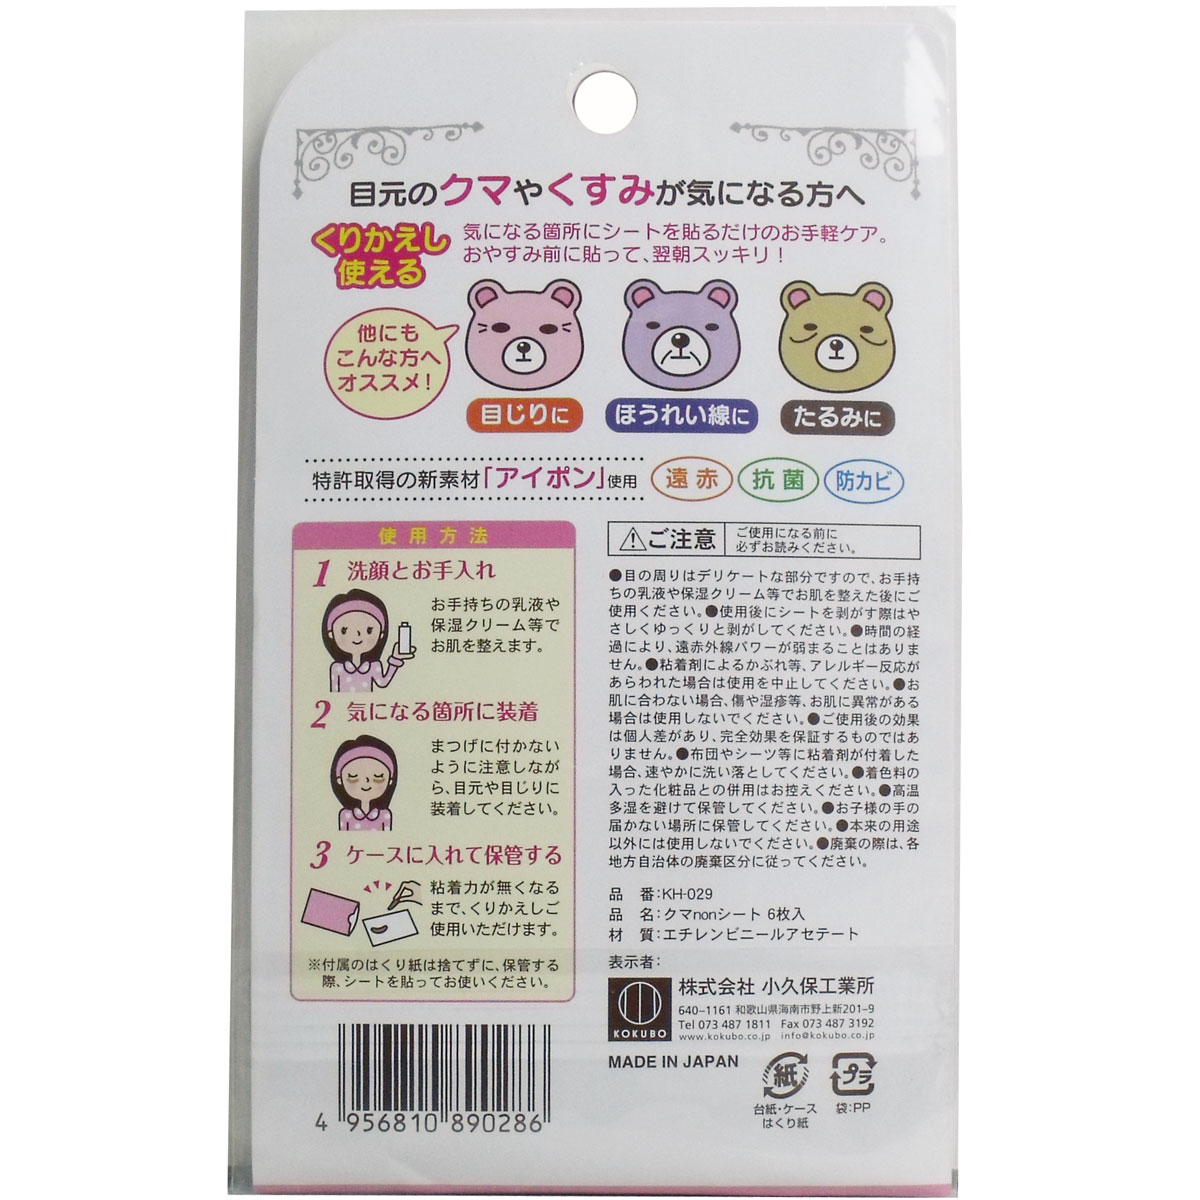 目元のクマやくすみが気になる方へ
くりかえし
使える
気になる箇所にシートを貼るだけのお手軽ケア。
おやすみ前に貼って、翌朝スッキリ!
他にも
こんな方へ
オススメ!
目じりに
ほうれい線に
たるみに
特許取得の新素材「アイポン」使用
遠赤
抗菌
防カビ
使用方法
1 洗顔とお手入れ
お手持ちの乳液や
保湿クリーム等で
お肌を整えます。
2 気になる箇所に装着
まつげに付かない
ように注意しなが
ら、目元や目じりに
装着してください。
3 ケースに入れて保管する
粘着力が無くなる
まで、くりかえしご
使用いただけます。
※付属のはくり紙は捨てずに、保管する
際、シートを貼ってお使いください。
ご注意
ご使用になる前に
必ずお読みください。
●目の周りはデリケートな部分ですので、お手持
ちの乳液や保湿クリーム等でお肌を整えた後にご
使用ください。●使用後にシートを剥がす際はや
さしくゆっくりと剥がしてください。●時間の経
過により、遠赤外線パワーが弱まることはありま
せん。●粘着剤によるかぶれ等、アレルギー反応が
あらわれた場合は使用を中止してください。●お
肌に合わない場合、傷や湿疹等、お肌に異常がある
場合は使用しないでください。●ご使用後の効果
は個人差があり、完全効果を保証するものではあ
りません。●布団やシーツ等に粘着剤が付着した
場合、速やかに洗い落としてください。●着色料の
入った化粧品との併用はお控えください。●高温
多湿を避けて保管してください。●お子様の手の
届かない場所に保管してください。●本来の用途
以外には使用しないでください。●廃棄の際は、各
地方自治体の廃棄区分に従ってください。
品 番:KH-029
品 名:クマnonシート 6枚入
材 質:エチレンビニールアセテート
表示者:
KOKUBO
株式会社 小久保工業所
640-1161 和歌山県海南市野上新201-9
Tel 073 487 1811 Fax 073 487 3192
www.kokubo.co.jp info@kokubo.co.jp
MADE IN JAPAN
紙
台紙・ケース
はくり紙
プラ
袋:PP
4 956810 890286